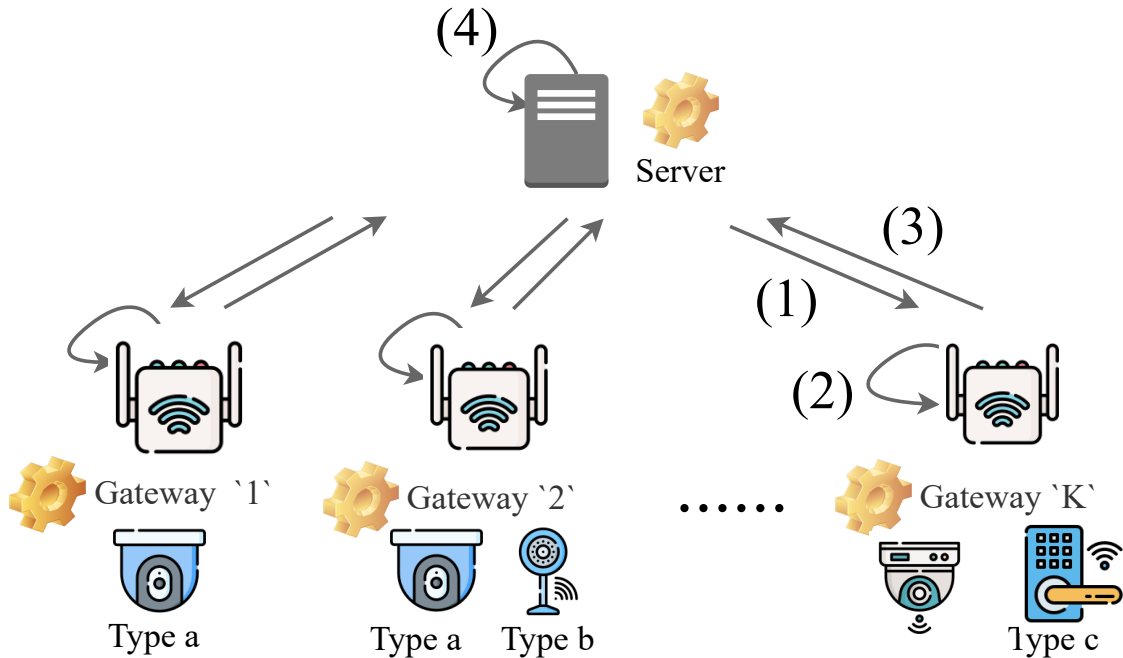 (4)
Server
(3)
(1)
(2)
Gateway `1`
Gateway `2`
......
Gateway `K`
Type a
Type a
Type b
Type c